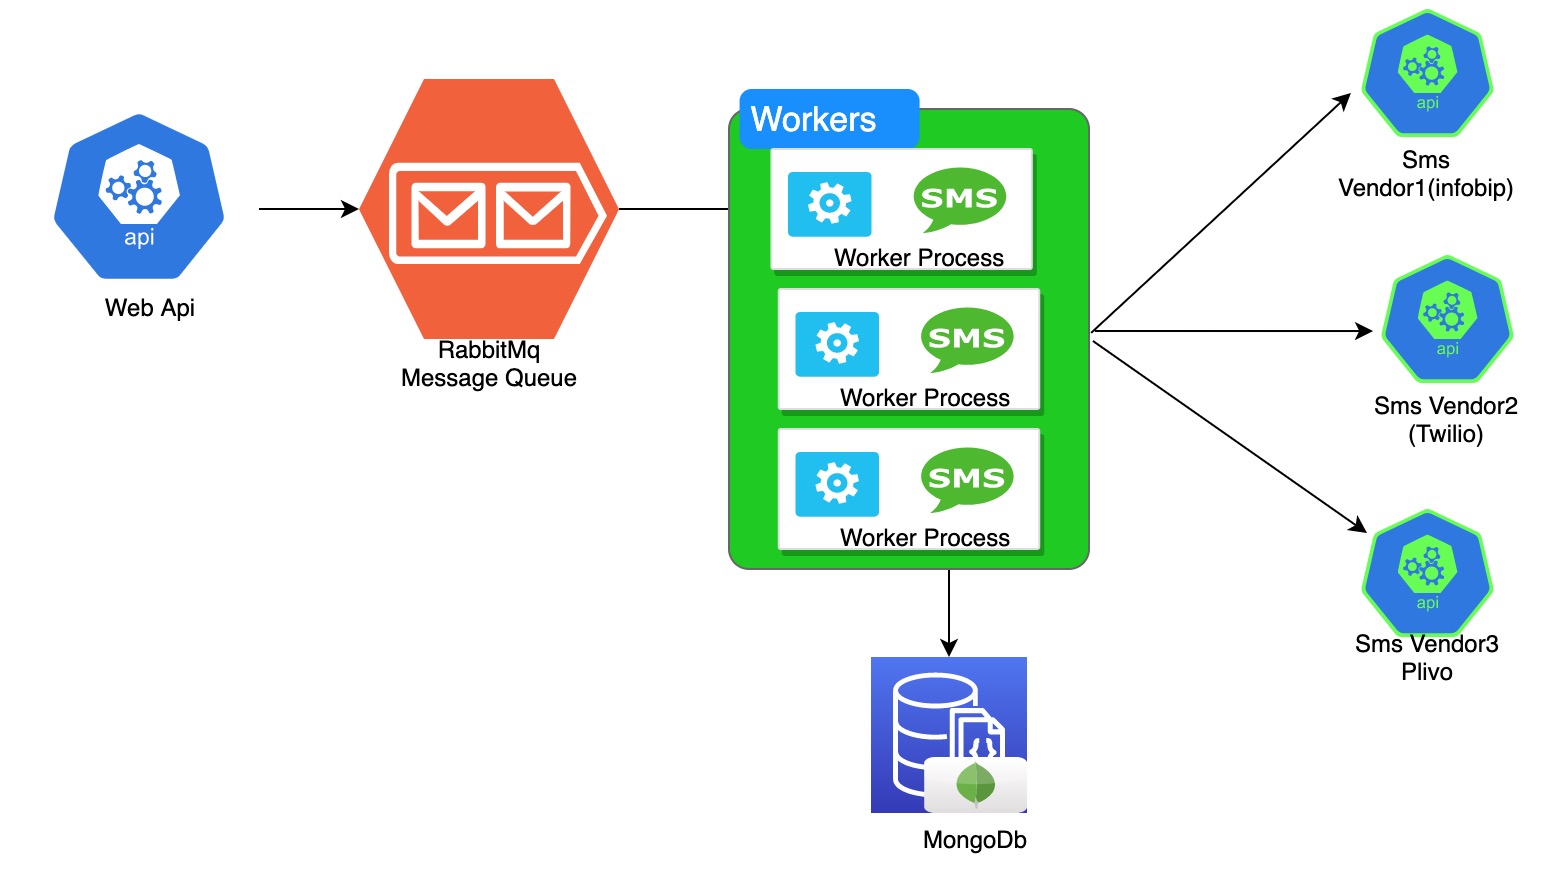 api
Web Api
RabbitMq
Message Queue
Workers
SMS
Worker Process
SMS
Worker Process
SMS
Worker Process
MongoDb
api
Sms
Vendor1(infobip)
api
Sms Vendor2
(Twilio)
api
Sms Vendor3
Plivo